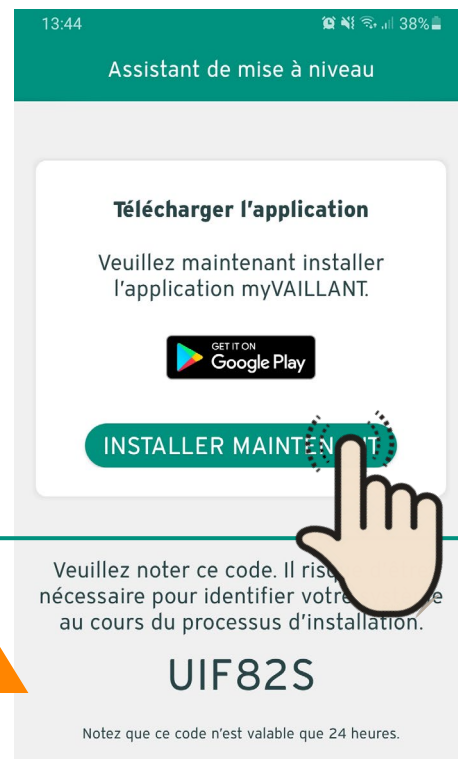 13:44 38%
Assistant de mise à niveau
Télécharger l'application
Veuillez maintenant installer
l'application myVAILLANT.
GET IT ON
Google Play
INSTALLER MAINTENANT
Veuillez noter ce code. Il
nécessaire pour identifier votre
au cours du processus d'installation.
UIF82S
Notez que ce code n'est valable que 24 heures.